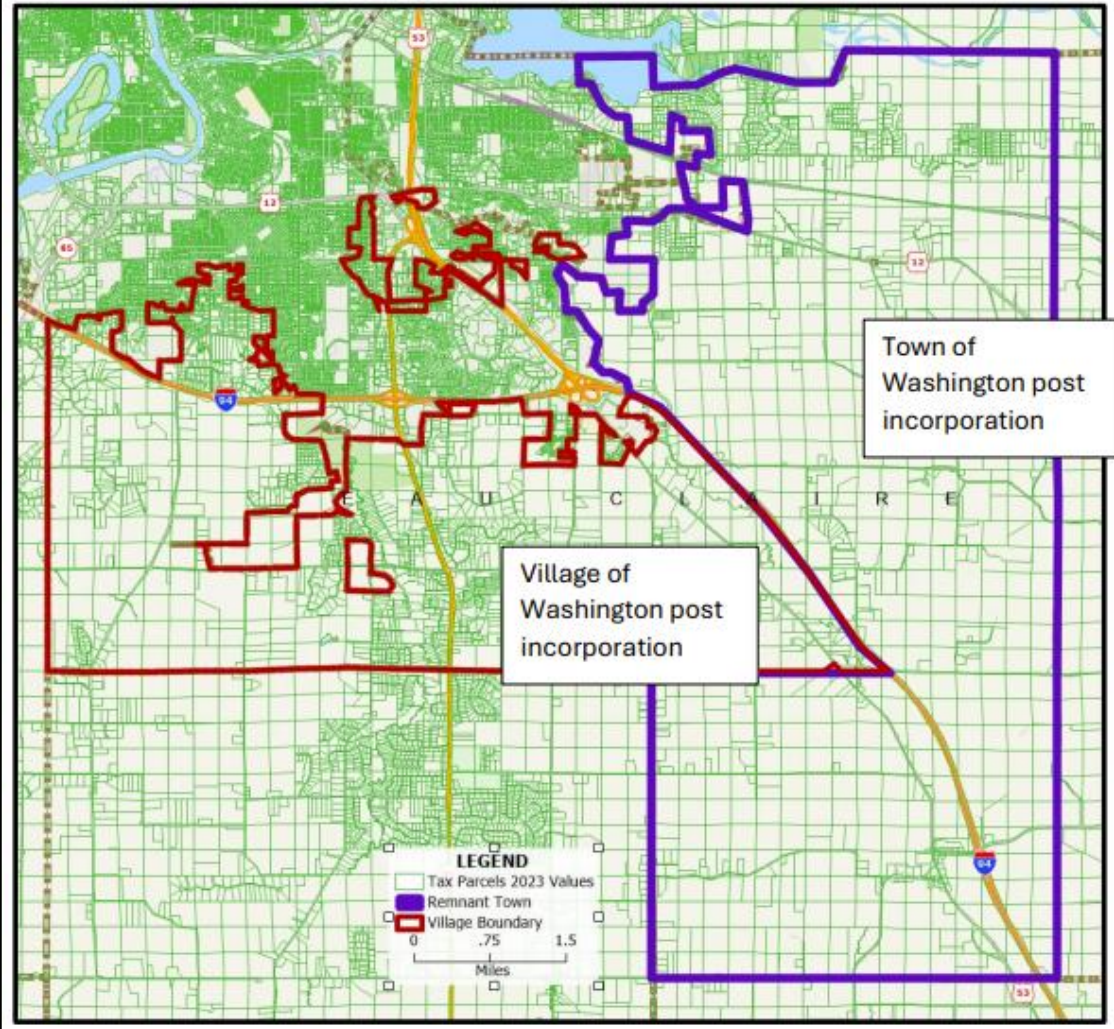 53
12
85
12
94
Town of
Washington post
incorporation
E A U C L A I R E
Village of
Washington post
incorporation
LEGEND
Tax Parcels 2023 Values
Remnant Town
Village Boundary
0 .75 1.5
Miles
94
53